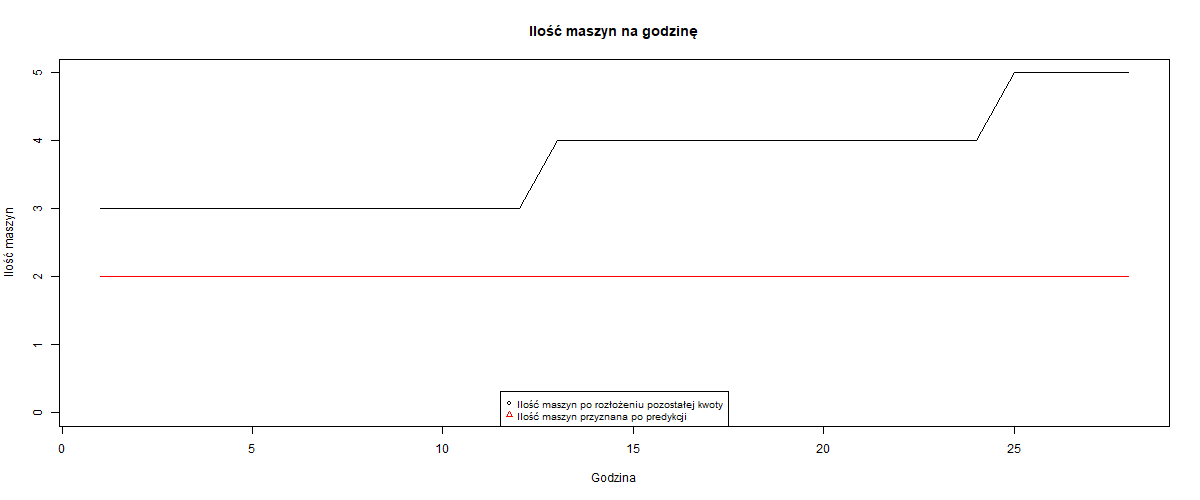 Ilość maszyn na godzinę
Ilość maszyn
5
4
3
2
1
0
Ilość maszyn po rozłożeniu pozostałej kwoty
Ilość maszyn przyznana po predykcji
0 5 10 15 20 25
Godzina